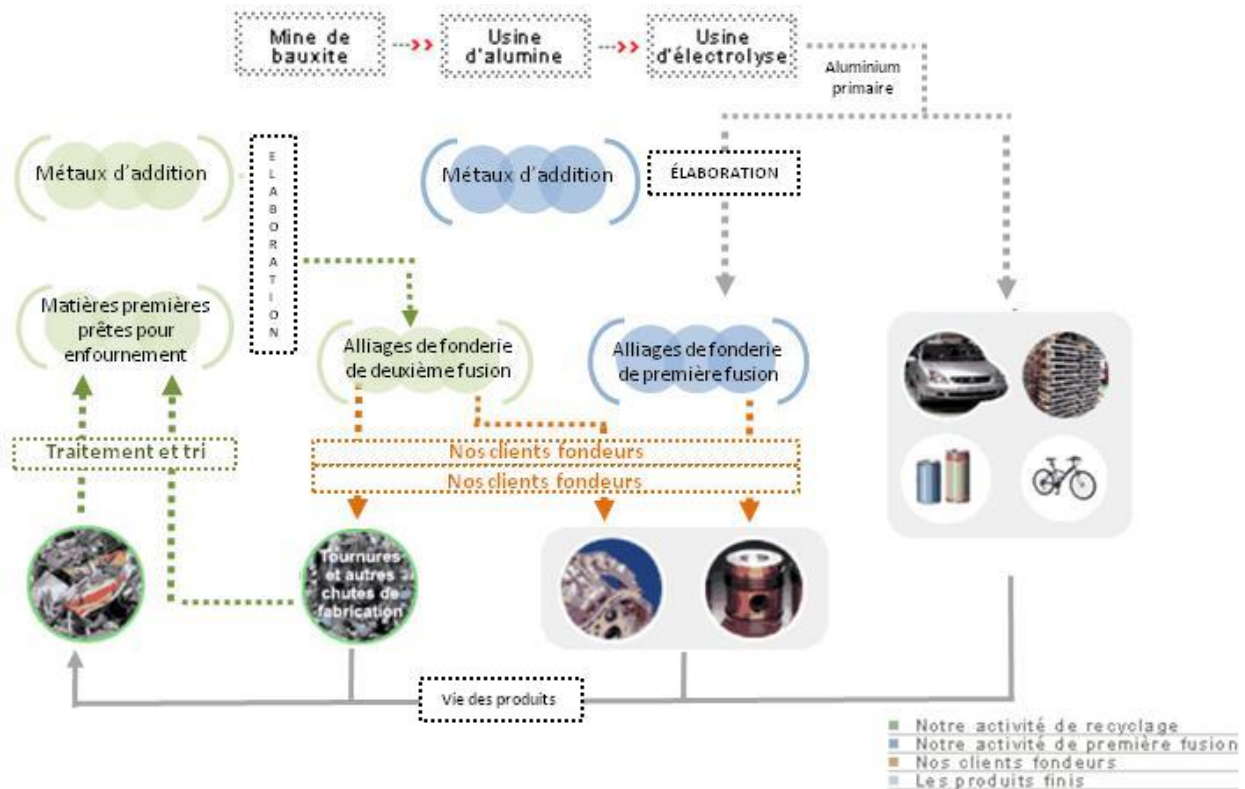 Mine de
bauxite
Usine
d'alumine
Usine
d'électrolyse
Aluminium
primaire
Métaux d'addition
ELABORATION
Métaux d'addition
ÉLABORATION
Matières premières
prêtes pour
enfournement
Alliages de fonderie
de deuxième fusion
Alliages de fonderie
de première fusion
Traitement et tri
Nos clients fondeurs
Nos clients fondeurs
Tournures
et autres
chutes de
fabrication
Vie des produits
Notre activité de recyclage
Notre activité de première fusion
Nos clients fondeurs
Les produits finis